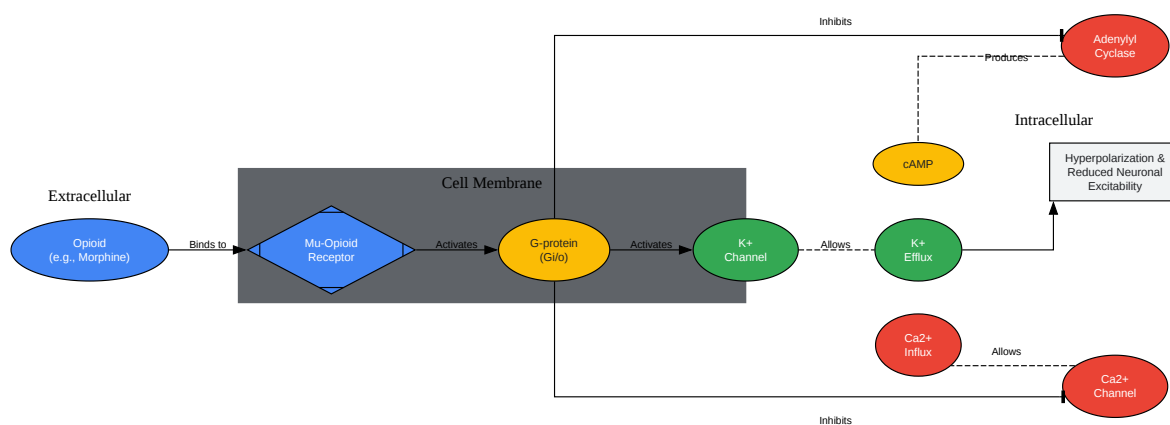 Inhibits
Adenylyl
Cyclase
Produces
Intracellular
cAMP
Hyperpolarization &
Reduced Neuronal
Excitability
Cell Membrane
Extracellular
Opioid
(e.g., Morphine)
Binds to
Mu-Opioid
Receptor
Activates
G-protein
(Gi/o)
Activates
K+
Channel
Allows
K+
Efflux
Ca2+
Influx
Allows
Ca2+
Channel
Inhibits